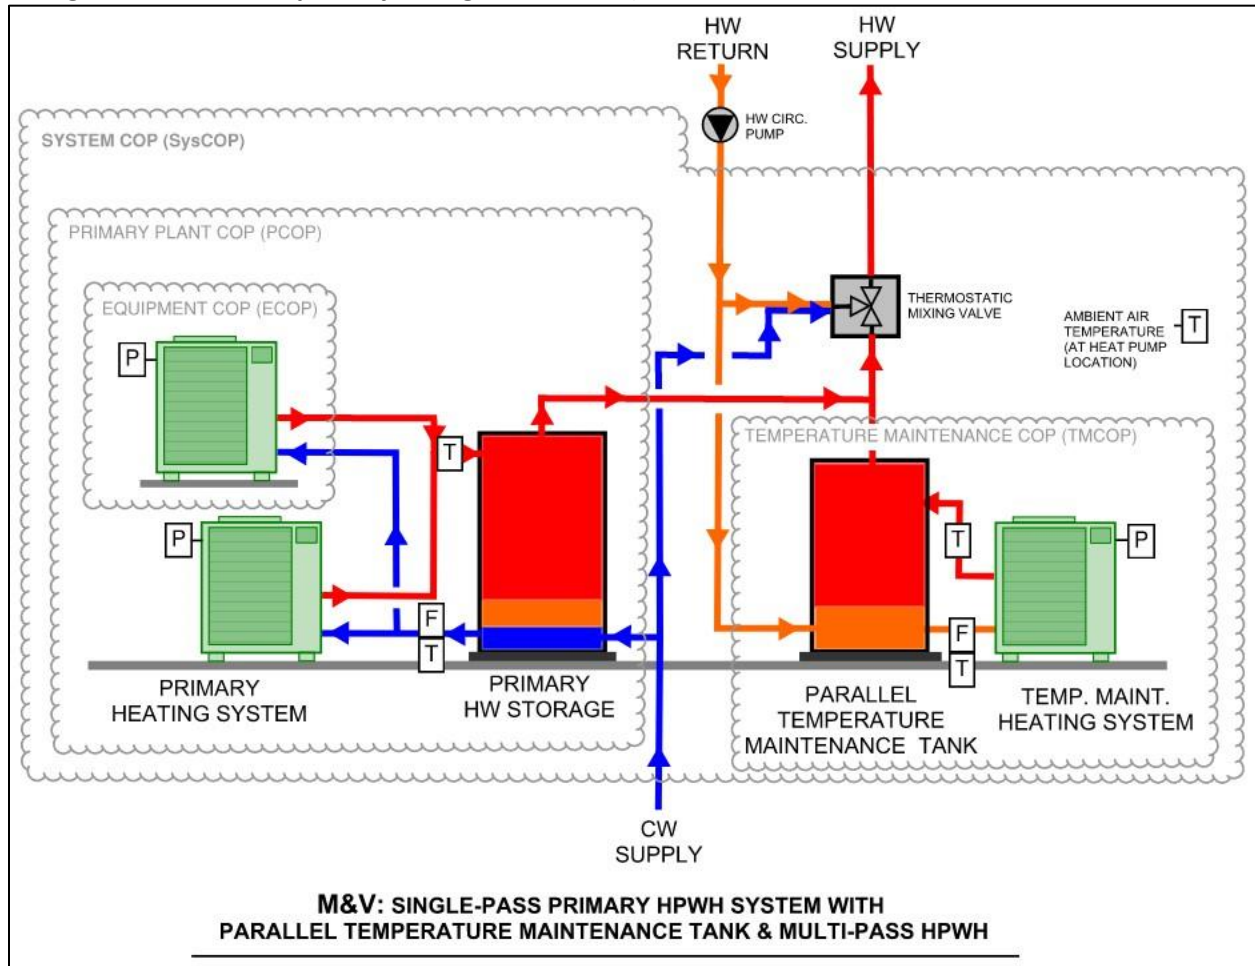 HW
RETURN
HW
SUPPLY
HW CIRC.
PUMP
SYSTEM COP (SysCOP)
PRIMARY PLANT COP (PCOP)
EQUIPMENT COP (ECOP)
P
THERMOSTATIC
MIXING VALVE
AMBIENT AIR
TEMPERATURE
(AT HEAT PUMP
LOCATION)
T
TEMPERATURE MAINTENANCE COP (TMCOP)
T
P
T
P
F
T
F
T
PRIMARY
HEATING SYSTEM
PRIMARY
HW STORAGE
PARALLEL
TEMPERATURE
MAINTENANCE TANK
TEMP. MAINT.
HEATING SYSTEM
CW
SUPPLY
M&V: SINGLE-PASS PRIMARY HPWH SYSTEM WITH
PARALLEL TEMPERATURE MAINTENANCE TANK & MULTI-PASS HPWH